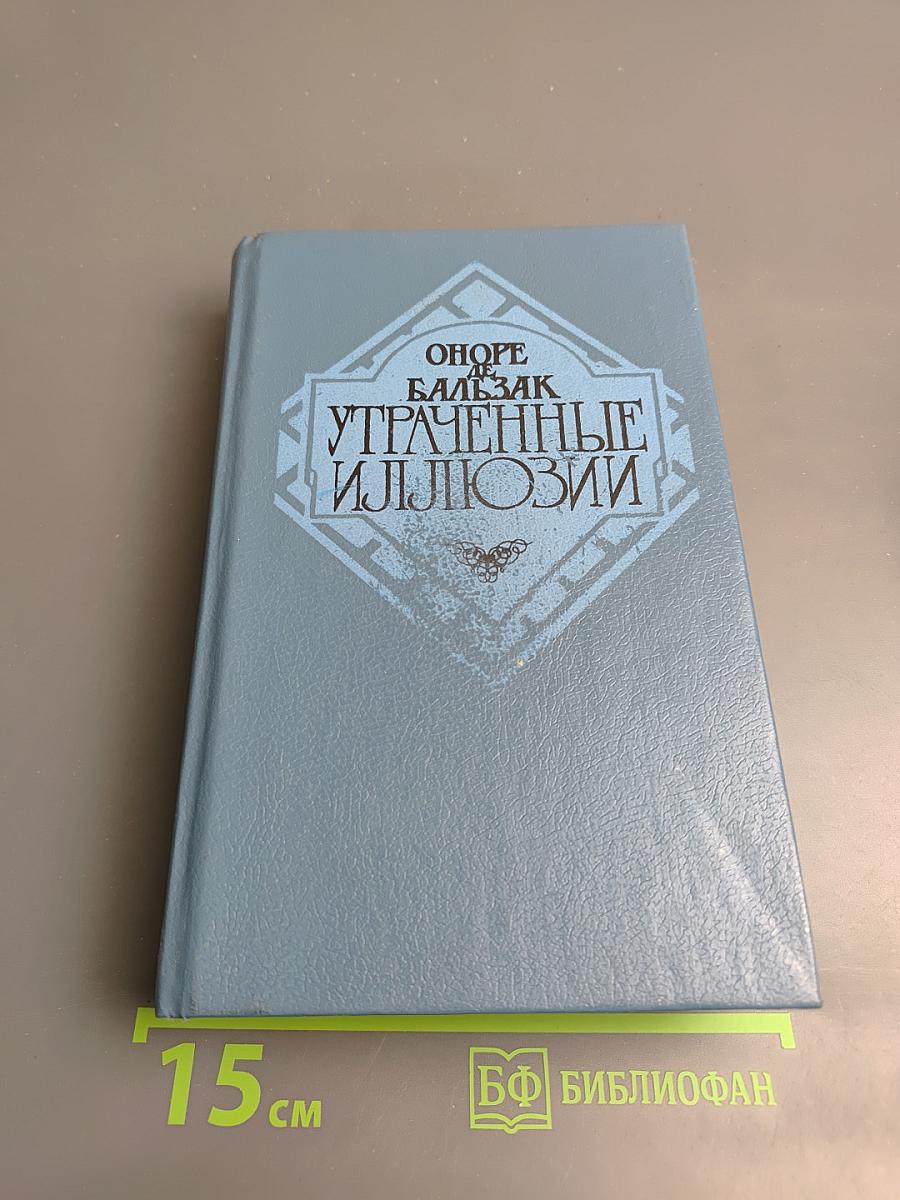 ОНОРЕ
ДЕ
БАЛЬЗАК
УТРАЧЕННЫЕ
ИЛЛЮЗИИ
15 см
БФ БИБЛИОФАН